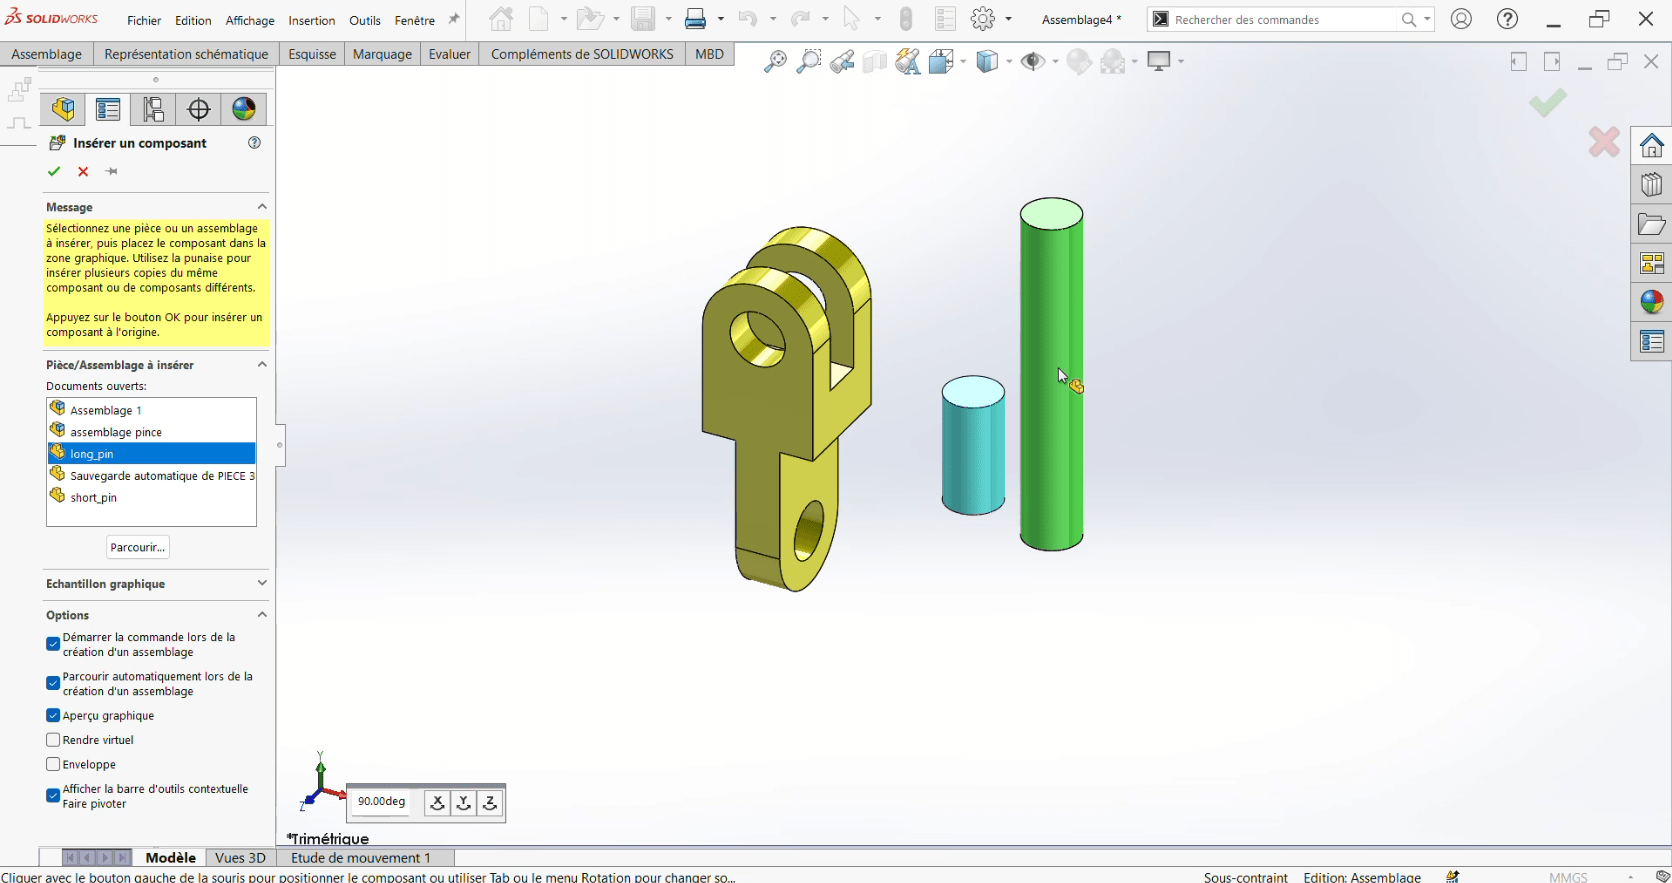 SOLIDWORKS
Fichier Edition Affichage Insertion Outils Fenêtre
Assemblage4 *
Rechercher des commandes
Assemblage Représentation schématique Esquisse Marquage Evaluer Compléments de SOLIDWORKS MBD
Insérer un composant
Message
Sélectionnez une pièce ou un assemblage
à insérer, puis placez le composant dans la
zone graphique. Utilisez la punaise pour
insérer plusieurs copies du même
composant ou de composants différents.
Appuyez sur le bouton OK pour insérer un
composant à l'origine.
Pièce/Assemblage à insérer
Documents ouverts:
Assemblage 1
assemblage pince
long_pin
Sauvegarde automatique de PIECE 3
short_pin
Parcourir...
Echantillon graphique
Options
Démarrer la commande lors de la
création d'un assemblage
Parcourir automatiquement lors de la
création d'un assemblage
Aperçu graphique
Rendre virtuel
Enveloppe
Afficher la barre d'outils contextuelle
Faire pivoter
Y
Z
90.00deg X Y Z
*Trimétrique
Modèle Vues 3D Etude de mouvement 1
Cliquer avec le bouton gauche de la souris pour positionner le composant ou utiliser Tab ou le menu Rotation pour changer so...
Sous-contraint Edition: Assemblage MMGS